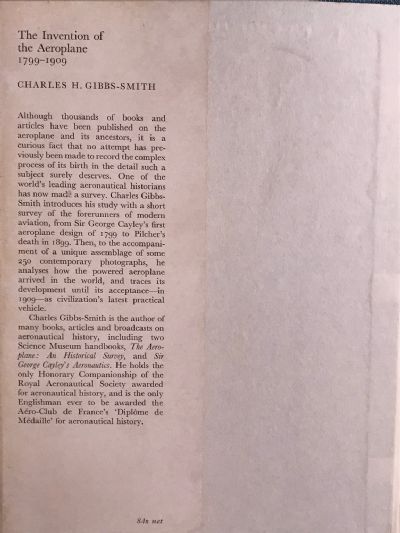 The Invention of
the Aeroplane
1799–1909
CHARLES H. GIBBS-SMITH
Although thousands of books and
articles have been published on the
aeroplane and its ancestors, it is a
curious fact that no attempt has pre-
viously been made to record the complex
process of its birth in the detail such a
subject surely deserves. One of the
world's leading aeronautical historians
has now made a survey. Charles Gibbs-
Smith introduces his study with a short
survey of the forerunners of modern
aviation, from Sir George Cayley's first
aeroplane design of 1799 to Pilcher's
death in 1899. Then, to the accompani-
ment of a unique assemblage of some
250 contemporary photographs, he
analyses how the powered aeroplane
arrived in the world, and traces its
development until its acceptance—in
1909—as civilization's latest practical
vehicle.
Charles Gibbs-Smith is the author of
many books, articles and broadcasts on
aeronautical history, including two
Science Museum handbooks, The Aero-
plane: An Historical Survey, and Sir
George Cayley's Aeronautics. He holds the
only Honorary Companionship of the
Royal Aeronautical Society awarded
for aeronautical history, and is the only
Englishman ever to be awarded the
Aéro-Club de France's 'Diplôme de
Médaille' for aeronautical history.
84s net